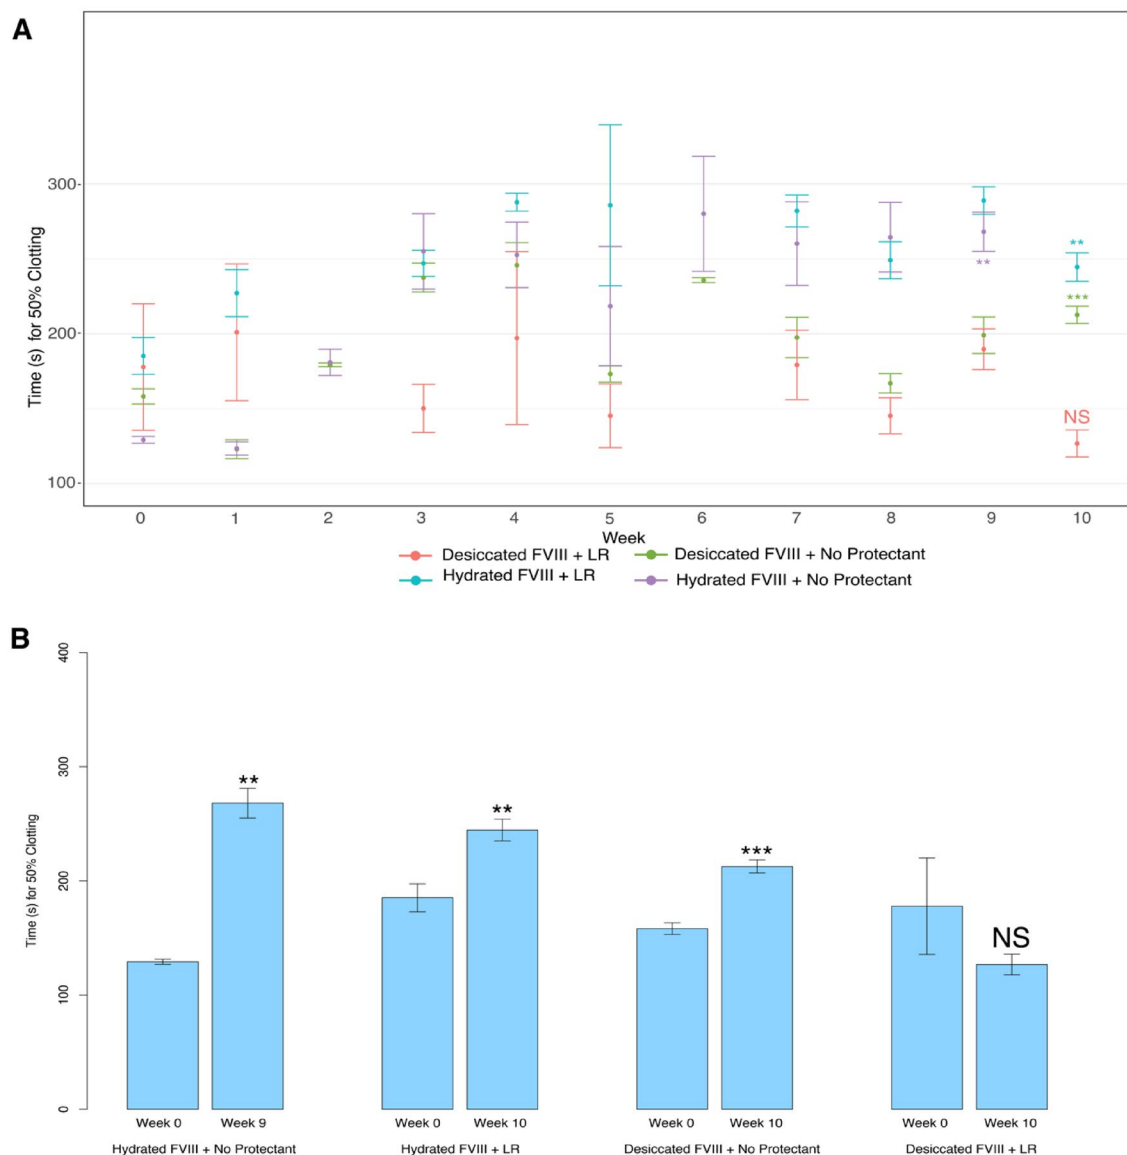 A
Time (s) for 50% Clotting
300
200
100
**
**
***
NS
0 1 2 3 4 5 6 7 8 9 10
Week
Desiccated FVIII + LR Desiccated FVIII + No Protectant
Hydrated FVIII + LR Hydrated FVIII + No Protectant
B
Time (s) for 50% Clotting
400
300
200
100
0
** ** *** NS
Week 0 Week 9 Week 0 Week 10 Week 0 Week 10 Week 0 Week 10
Hydrated FVIII + No Protectant Hydrated FVIII + LR Desiccated FVIII + No Protectant Desiccated FVIII + LR